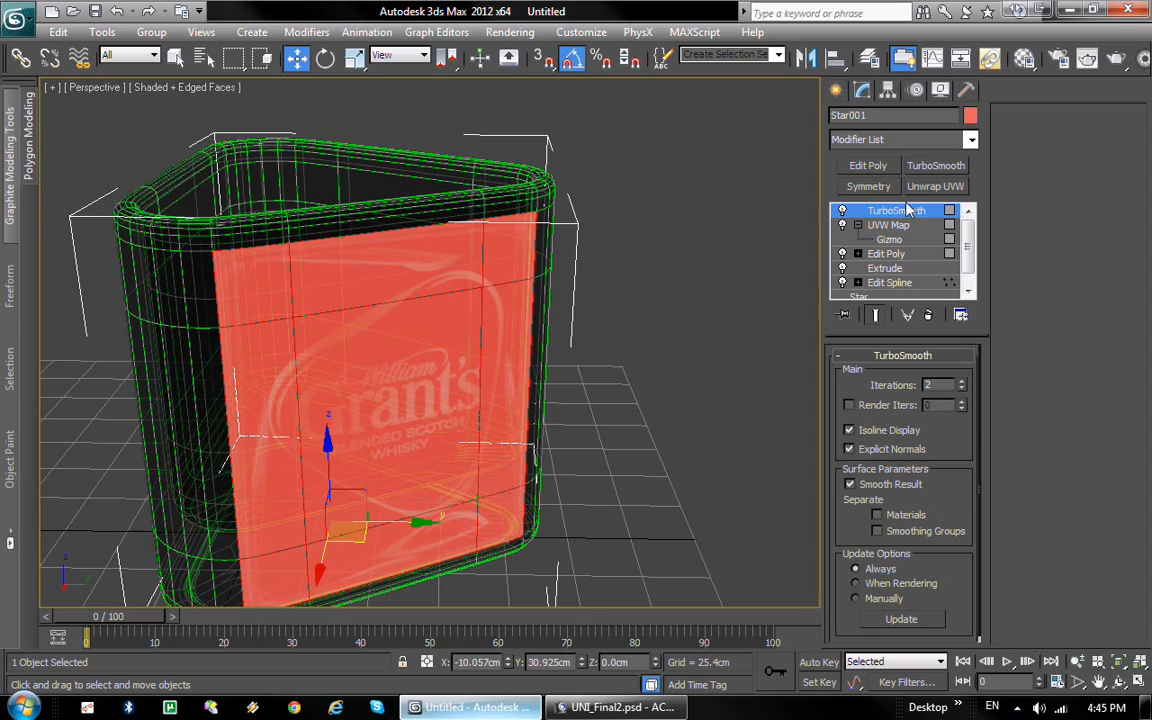 Autodesk 3ds Max 2012 x64 Untitled
Type a keyword or phrase
Edit Tools Group Views Create Modifiers Animation Graph Editors Rendering Customize PhysX MAXScript Help
All
View
3
Create Selection Se
[ + ] [ Perspective ] [ Shaded + Edged Faces ]
Graphite Modeling Tools
Polygon Modeling
Freeform
Selection
Object Paint
Star001
Modifier List
Edit Poly TurboSmooth
Symmetry Unwrap UVW
TurboSmooth
UVW Map
Gizmo
Edit Poly
Extrude
Edit Spline
Star
William
Grant's
BLENDED SCOTCH
WHISKY
z
y
z
y
- TurboSmooth
Main
Iterations: 2
Render Iters: 0
Isoline Display
Explicit Normals
Surface Parameters
Smooth Result
Separate
Materials
Smoothing Groups
Update Options
Always
When Rendering
Manually
Update
< 0 / 100 >
0 10 20 30 40 50 60 70 80 90 100
1 Object Selected X: -10.057cm Y: 30.925cm Z: 0.0cm Grid = 25.4cm Auto Key Selected
Click and drag to select and move objects Add Time Tag Set Key Key Filters... 0
Untitled - Autodesk ... UNI_Final2.psd - AC... Desktop » 4:45 PM